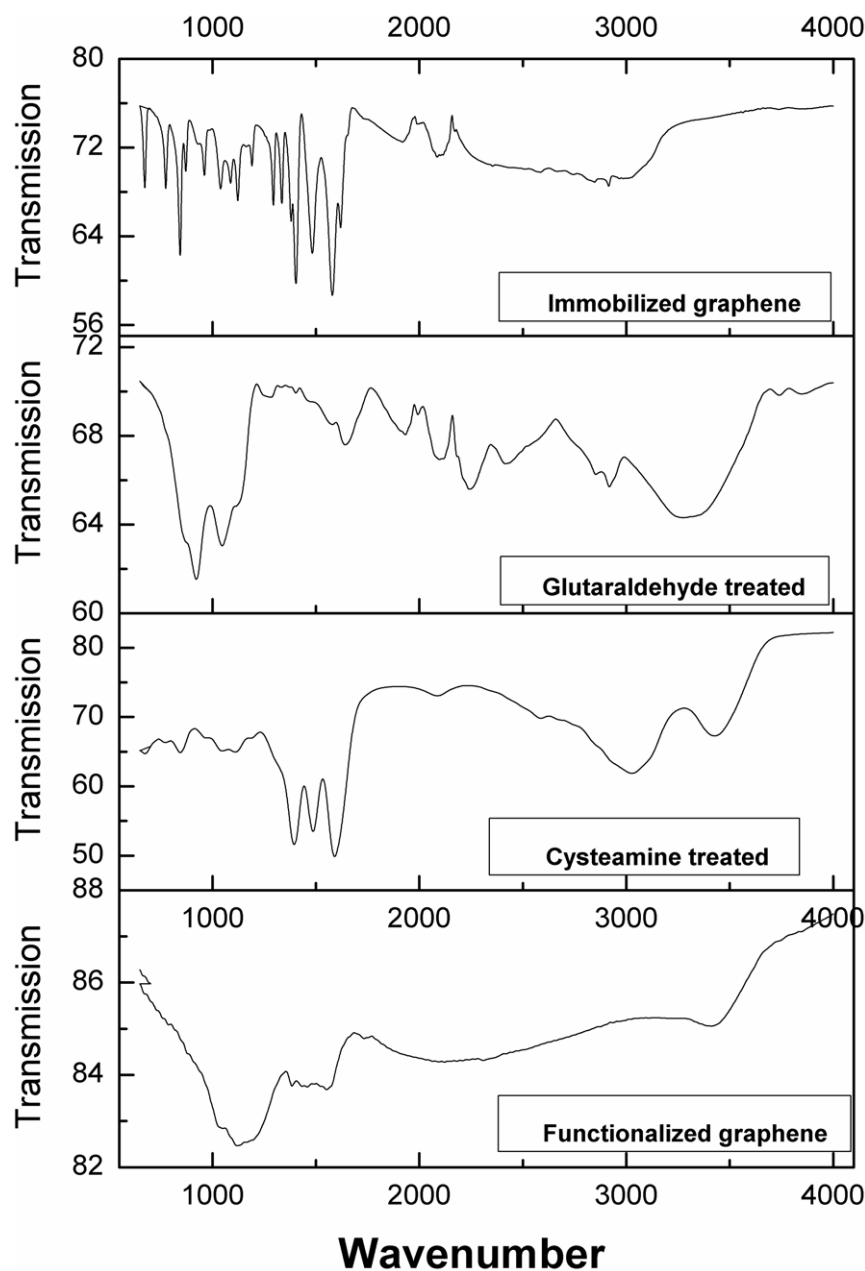 1000 2000 3000 4000
80
72
64
56
Transmission
Immobilized graphene
72
68
64
60
Transmission
Glutaraldehyde treated
80
70
60
50
Transmission
Cysteamine treated
88
1000 2000 3000 4000
86
84
82
Transmission
Functionalized graphene
1000 2000 3000 4000
Wavenumber